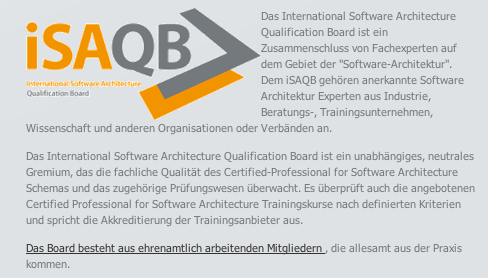 iSAQB
International Software Architecture
Qualification Board
Das International Software Architecture
Qualification Board ist ein
Zusammenschluss von Fachexperten auf
dem Gebiet der "Software-Architektur".
Dem iSAQB gehören anerkannte Software
Architektur Experten aus Industrie,
Beratungs-, Trainingsunternehmen,
Wissenschaft und anderen Organisationen oder Verbänden an.
Das International Software Architecture Qualification Board ist ein unabhängiges, neutrales
Gremium, das die fachliche Qualität des Certified-Professional for Software Architecture
Schemas und das zugehörige Prüfungswesen überwacht. Es überprüft auch die angebotenen
Certified Professional for Software Architecture Trainingskurse nach definierten Kriterien
und spricht die Akkreditierung der Trainingsanbieter aus.
Das Board besteht aus ehrenamtlich arbeitenden Mitgliedern , die allesamt aus der Praxis
kommen.